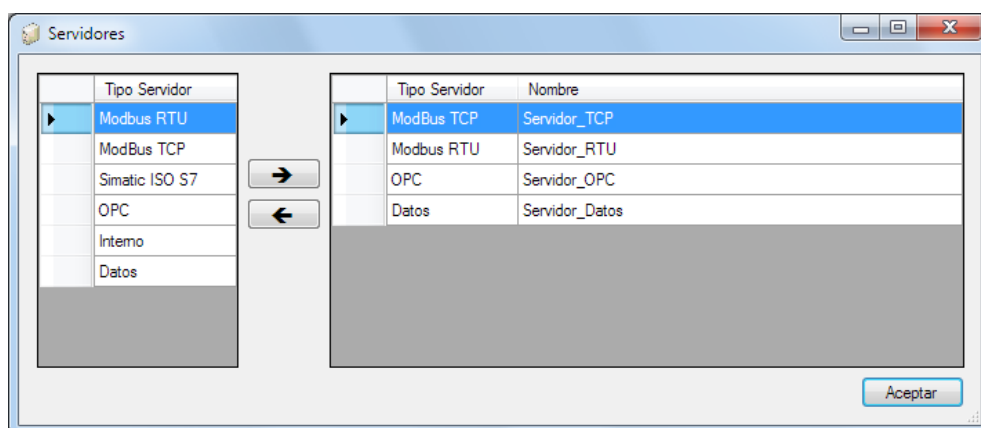 Servidores
Tipo Servidor
Modbus RTU
ModBus TCP
Simatic ISO S7
OPC
Interno
Datos
Tipo Servidor Nombre
ModBus TCP Servidor_TCP
Modbus RTU Servidor_RTU
OPC Servidor_OPC
Datos Servidor_Datos
Aceptar